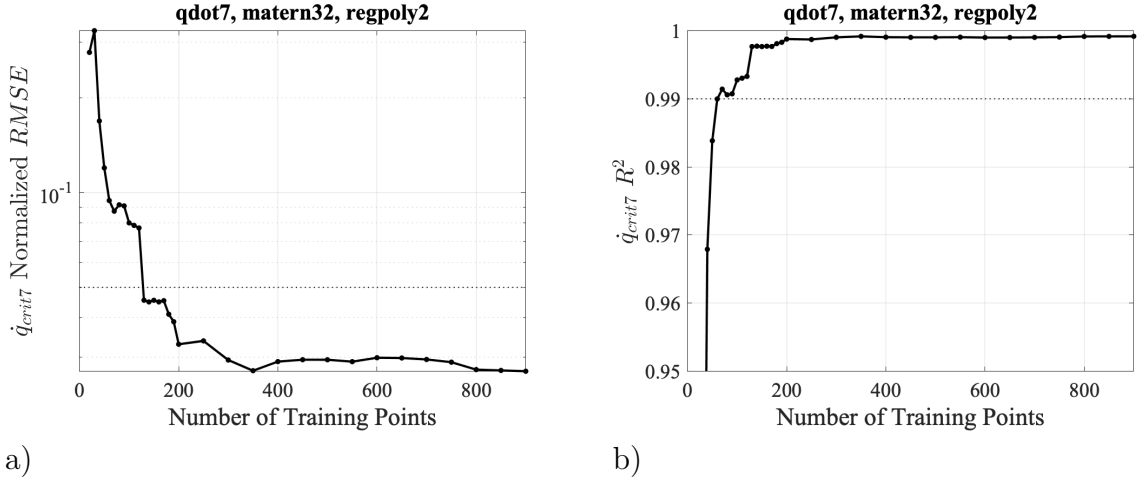 qdot7, matern32, regpoly2
q̇crit7 Normalized RMSE
10⁻¹
0 200 400 600 800
Number of Training Points
a)
qdot7, matern32, regpoly2
q̇crit7 R²
1
0.99
0.98
0.97
0.96
0.95
0 200 400 600 800
Number of Training Points
b)